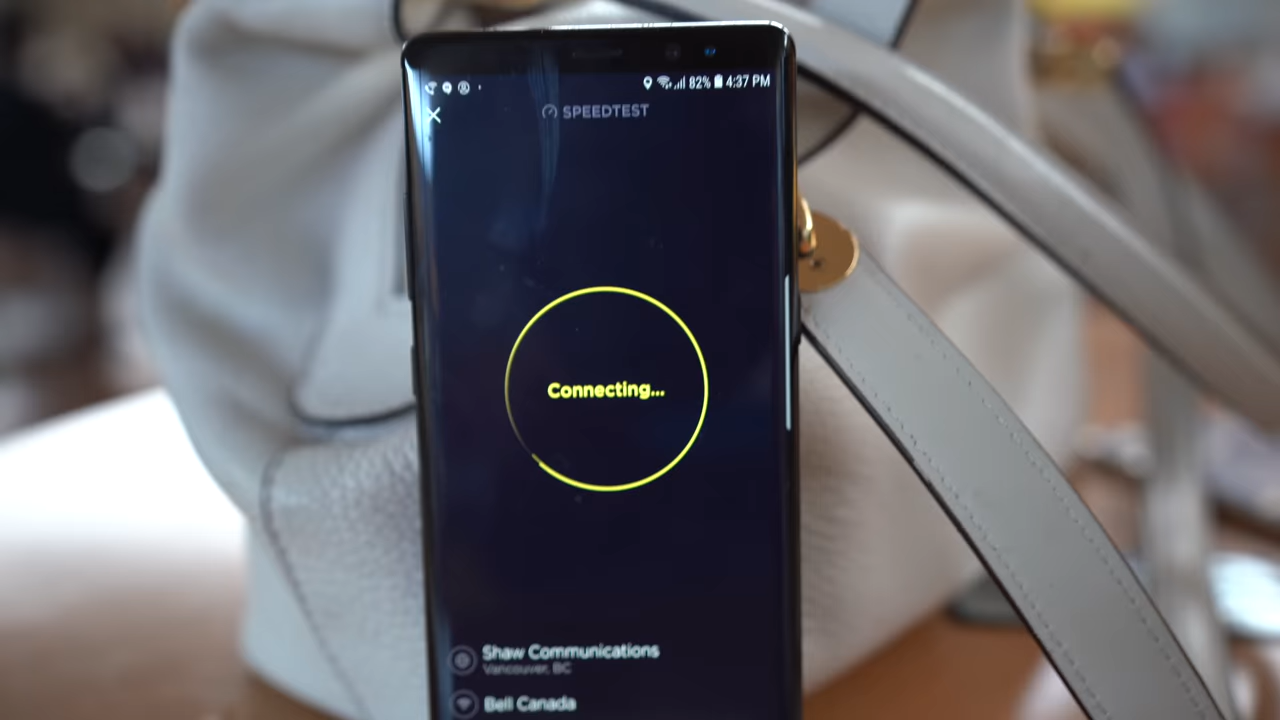 82% 4:37 PM
SPEEDTEST
Connecting...
Shaw Communications
Vancouver, BC
Bell Canada